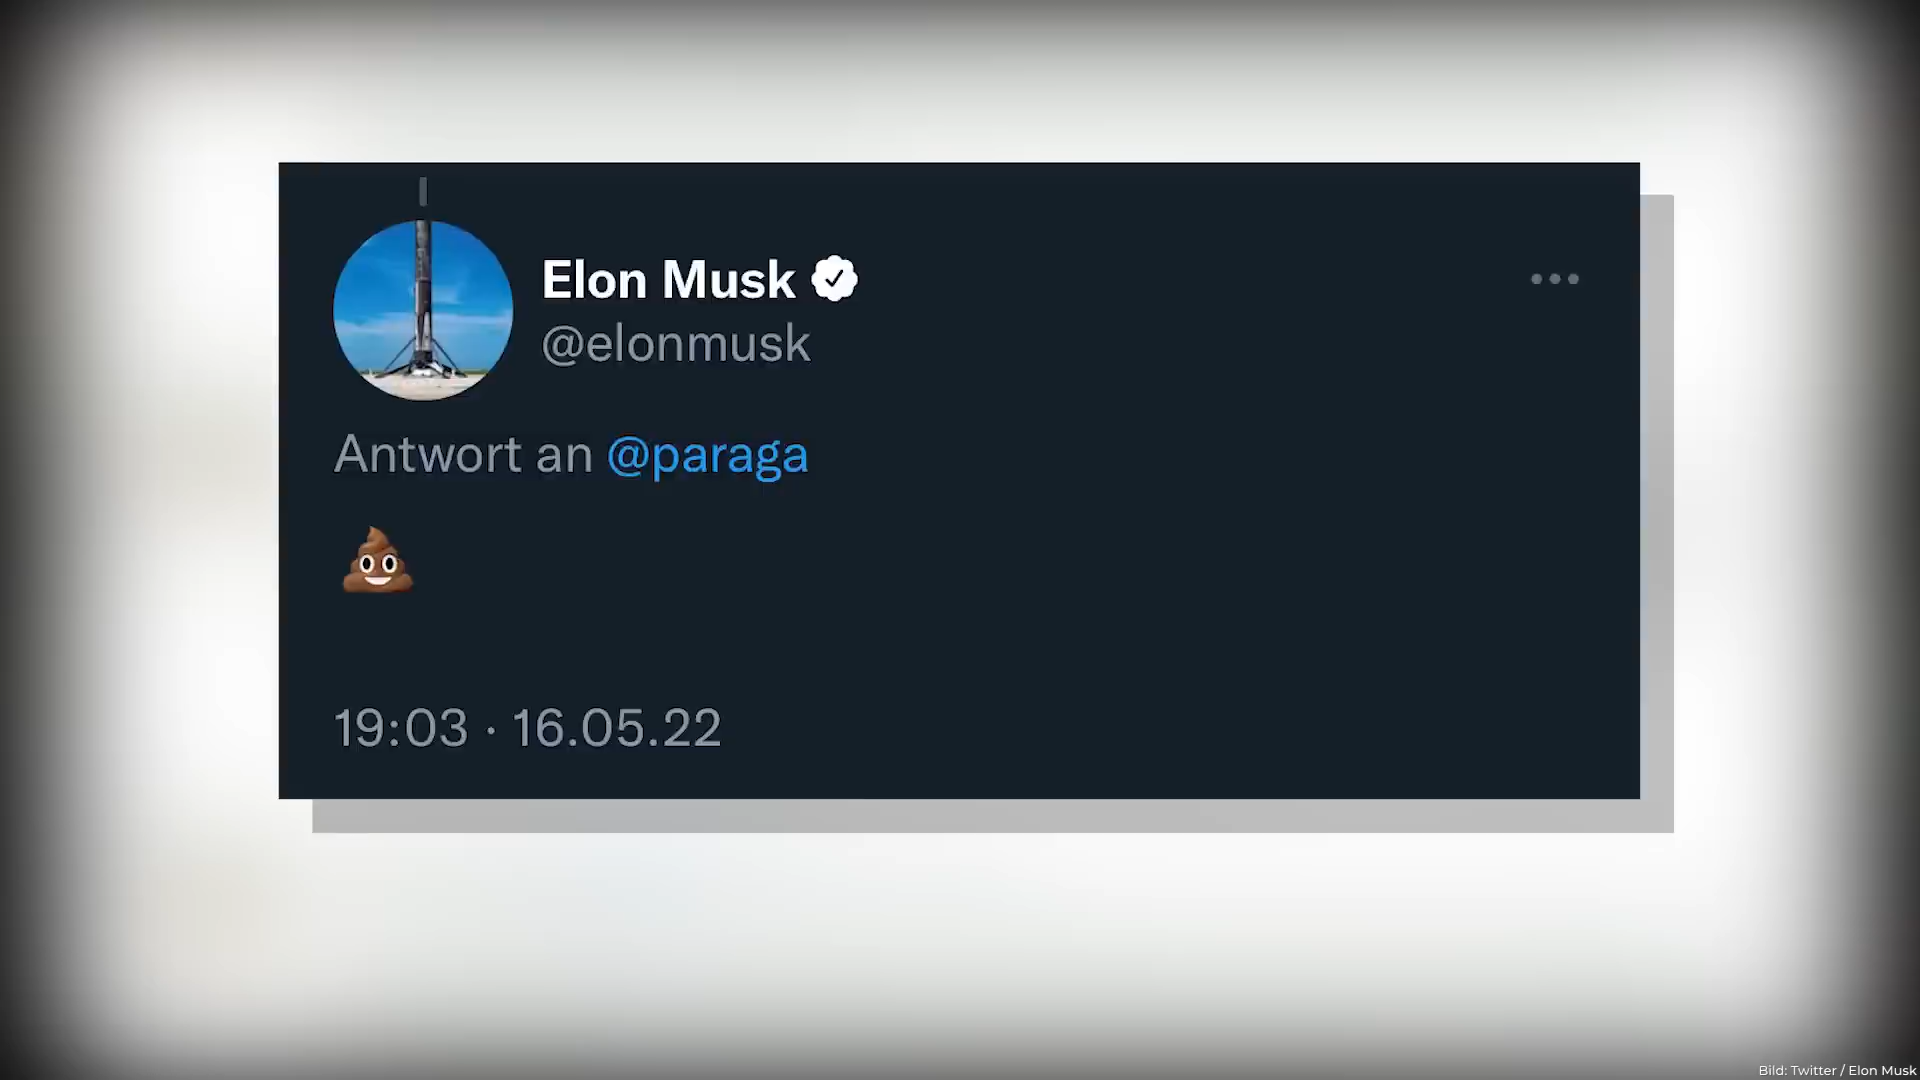 Elon Musk
@elonmusk
Antwort an @paraga
💩
19:03 · 16.05.22
Bild: Twitter / Elon Musk